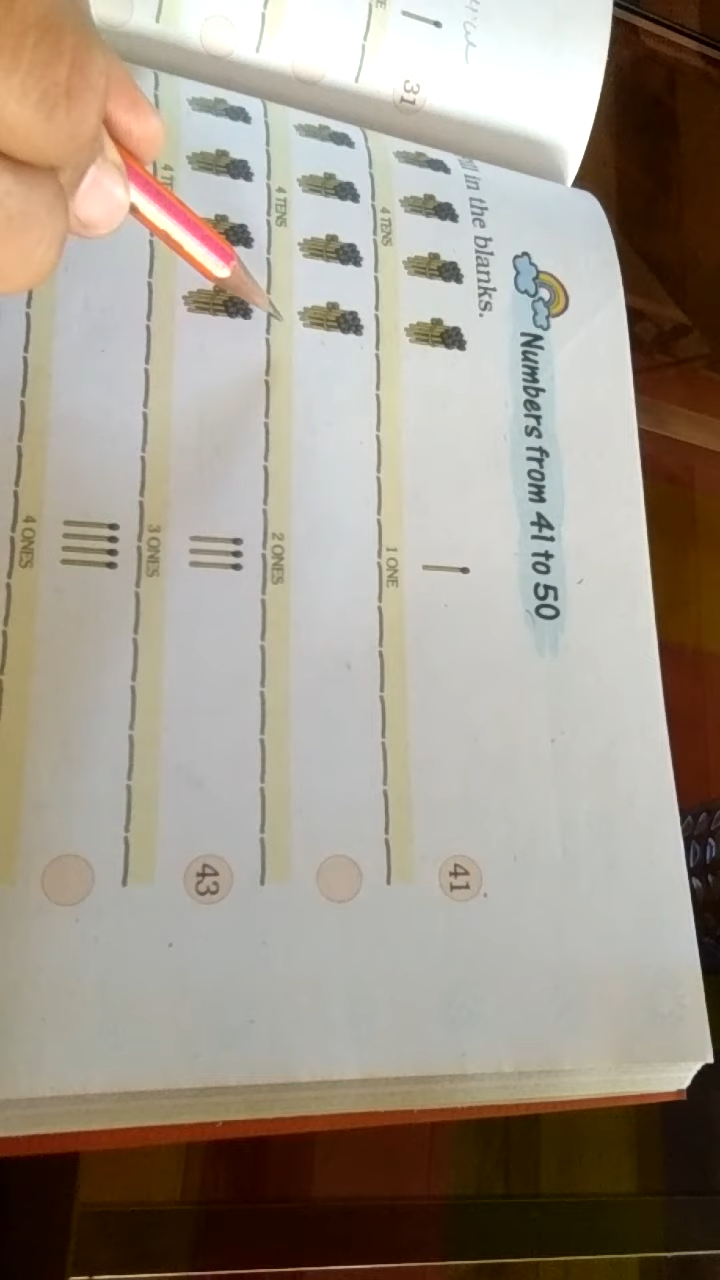 Numbers from 41 to 50
in the blanks.
41
4 TENS 1 ONE
4 TENS 2 ONES
43
3 ONES
4 ONES
31